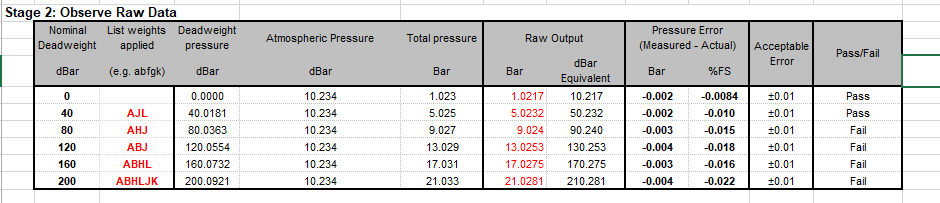 Stage 2: Observe Raw Data
Nominal Deadweight List weights applied Deadweight pressure Atmospheric Pressure Total pressure Raw Output Pressure Error (Measured - Actual) Acceptable Error Pass/Fail
dBar (e.g. abfgk) dBar dBar Bar Bar dBar Equivalent Bar %FS
0 0.0000 10.234 1.023 1.0217 10.217 -0.002 -0.0084 ±0.01 Pass
40 AJL 40.0181 10.234 5.025 5.0232 50.232 -0.002 -0.010 ±0.01 Pass
80 AHJ 80.0363 10.234 9.027 9.024 90.240 -0.003 -0.015 ±0.01 Fail
120 ABJ 120.0554 10.234 13.029 13.0253 130.253 -0.004 -0.018 ±0.01 Fail
160 ABHL 160.0732 10.234 17.031 17.0275 170.275 -0.003 -0.016 ±0.01 Fail
200 ABHLJK 200.0921 10.234 21.033 21.0281 210.281 -0.004 -0.022 ±0.01 Fail